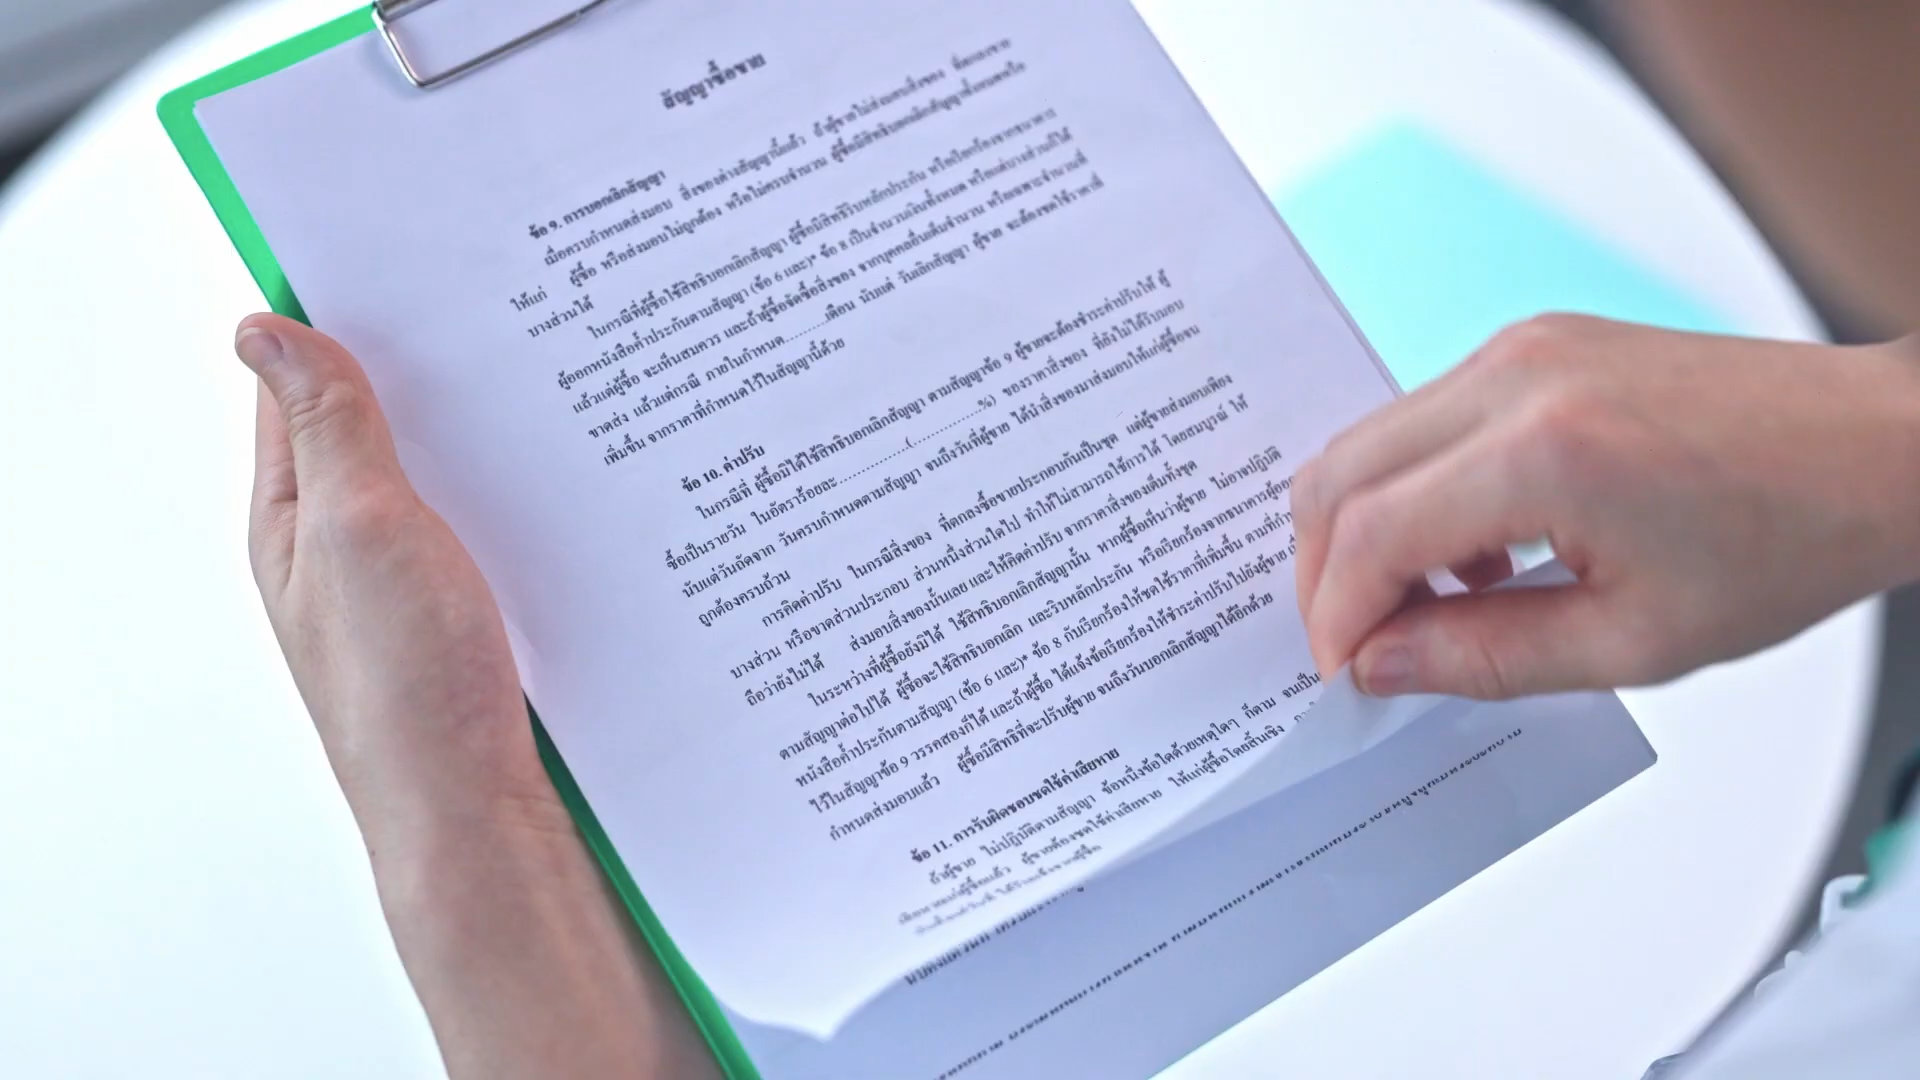 สัญญาซื้อขาย
ข้อ 9. การบอกเลิกสัญญา
เมื่อครบกำหนดส่งมอบ สิ่งของตามสัญญานี้แล้ว ถ้าผู้ขายไม่ส่งมอบสิ่งของ ที่ตกลงขาย
ให้แก่ ผู้ซื้อ หรือส่งมอบไม่ถูกต้อง หรือไม่ครบจำนวน ผู้ซื้อมีสิทธิบอกเลิกสัญญาทั้งหมดหรือ
บางส่วนได้
ในกรณีที่ผู้ซื้อใช้สิทธิบอกเลิกสัญญา ผู้ซื้อมีสิทธิริบหลักประกัน หรือเรียกร้องจากธนาคาร
ผู้ออกหนังสือค้ำประกันตามสัญญา (ข้อ 6 และ)* ข้อ 8 เป็นจำนวนเงินทั้งหมด หรือแต่บางส่วนก็ได้
แล้วแต่ผู้ซื้อ จะเห็นสมควร และถ้าผู้ซื้อจัดซื้อสิ่งของ จากบุคคลอื่นเต็มจำนวน หรือเฉพาะจำนวนที่
ขาดส่ง แล้วแต่กรณี ภายในกำหนด..........เดือน นับแต่ วันเลิกสัญญา ผู้ขาย จะต้องชดใช้ราคาที่
เพิ่มขึ้น จากราคาที่กำหนดไว้ในสัญญานี้ด้วย
ข้อ 10. ค่าปรับ
ในกรณีที่ ผู้ซื้อมิได้ใช้สิทธิบอกเลิกสัญญา ตามสัญญาข้อ 9 ผู้ขายจะต้องชำระค่าปรับให้ ผู้
ซื้อเป็นรายวัน ในอัตราร้อยละ................(................%) ของราคาสิ่งของ ที่ยังไม่ได้รับมอบ
นับแต่วันถัดจาก วันครบกำหนดตามสัญญา จนถึงวันที่ผู้ขาย ได้นำสิ่งของมาส่งมอบให้แก่ผู้ซื้อจน
ถูกต้องครบถ้วน
การคิดค่าปรับ ในกรณีสิ่งของ ที่ตกลงซื้อขายประกอบกันเป็นชุด แต่ผู้ขายส่งมอบเพียง
บางส่วน หรือขาดส่วนประกอบ ส่วนหนึ่งส่วนใดไป ทำให้ไม่สามารถใช้การได้ โดยสมบูรณ์ ให้
ถือว่ายังไม่ได้ ส่งมอบสิ่งของนั้นเลย และให้คิดค่าปรับ จากราคาสิ่งของเต็มทั้งชุด
ในระหว่างที่ผู้ซื้อยังมิได้ ใช้สิทธิบอกเลิกสัญญานั้น หากผู้ซื้อเห็นว่าผู้ขาย ไม่อาจปฏิบัติ
ตามสัญญาต่อไปได้ ผู้ซื้อจะใช้สิทธิบอกเลิก และริบหลักประกัน หรือเรียกร้องจากธนาคารผู้ออก
หนังสือค้ำประกันตามสัญญา (ข้อ 6 และ)* ข้อ 8 กับเรียกร้องให้ชดใช้ราคาที่เพิ่มขึ้น ตามที่
ไว้ในสัญญาข้อ 9 วรรคสองก็ได้ และถ้าผู้ซื้อ ได้แจ้งข้อเรียกร้องให้ชำระค่าปรับไปยังผู้ขาย
กำหนดส่งมอบแล้ว ผู้ซื้อมีสิทธิที่จะปรับผู้ขาย จนถึงวันบอกเลิกสัญญาได้อีกด้วย
ข้อ 11. การรับผิดชอบชดใช้ค่าเสียหาย
ถ้าผู้ขาย ไม่ปฏิบัติตามสัญญา ข้อหนึ่งข้อใดด้วยเหตุใดๆ ก็ตาม จนเป็น
เสียหายแก่ผู้ซื้อแล้ว ผู้ขายต้องชดใช้ค่าเสียหาย ให้แก่ผู้ซื้อโดยสิ้นเชิง